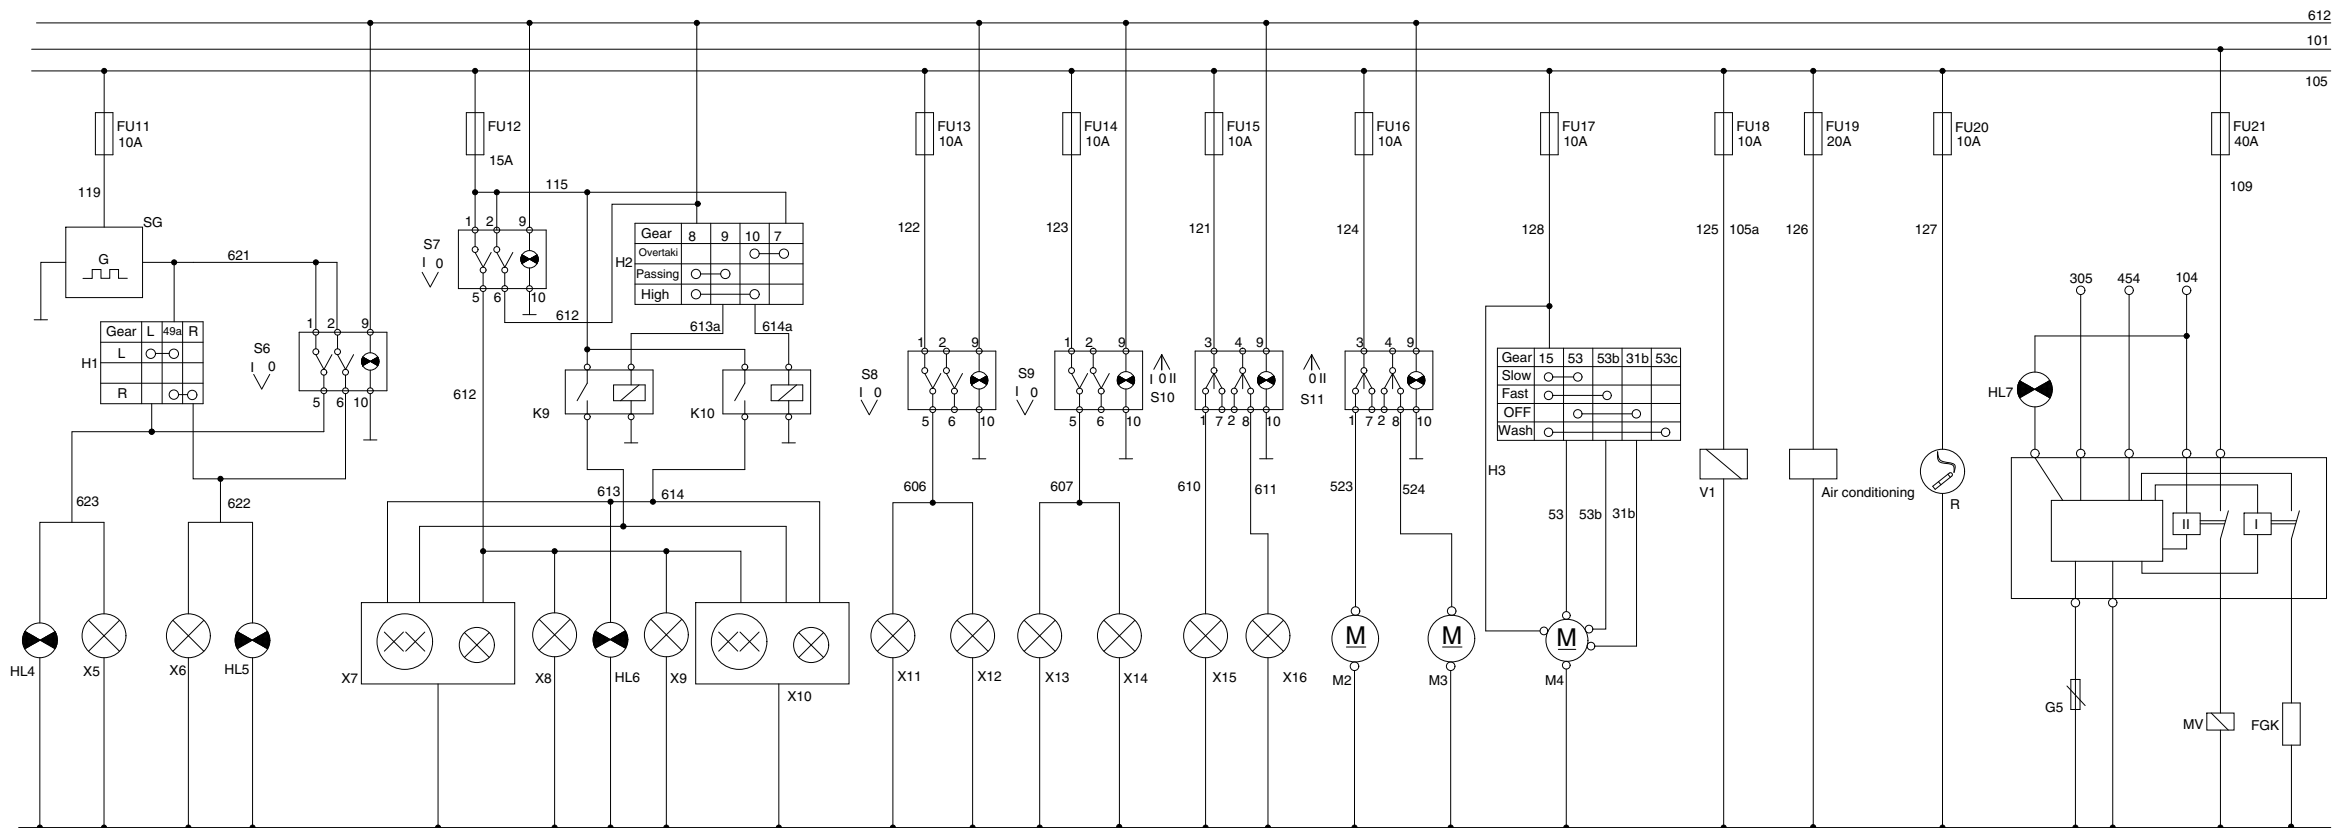 612
101
105
FU11
10A
FU12
15A
FU13
10A
FU14
10A
FU15
10A
FU16
10A
FU17
10A
FU18
10A
FU19
20A
FU20
10A
FU21
40A
119
115
122
123
121
124
128
125
105a
126
127
109
SG
G
621
Gear L 49a R
L
R
H1
S6
I 0
1 2 9
5 6 10
623
622
HL4
X5
X6
HL5
S7
I 0
1 2 9
5 6 10
612
612
H2
Gear 8 9 10 7
Overtaki
Passing
High
613a
614a
K9
K10
613
614
X7
X8
HL6
X9
X10
S8
I 0
1 2 9
5 6 10
606
X11
X12
S9
I 0
1 2 9
5 6 10
607
X13
X14
I 0 II
S10
3 4 9
1 7 2 8 10
610
611
X15
X16
0 II
S11
3 4 9
1 7 2 8 10
523
524
M
M2
M
M3
Gear 15 53 53b 31b 53c
Slow
Fast
OFF
Wash
H3
53
53b
31b
M
M4
V1
Air conditioning
R
305
454
104
HL7
II
I
G5
MV
FGK